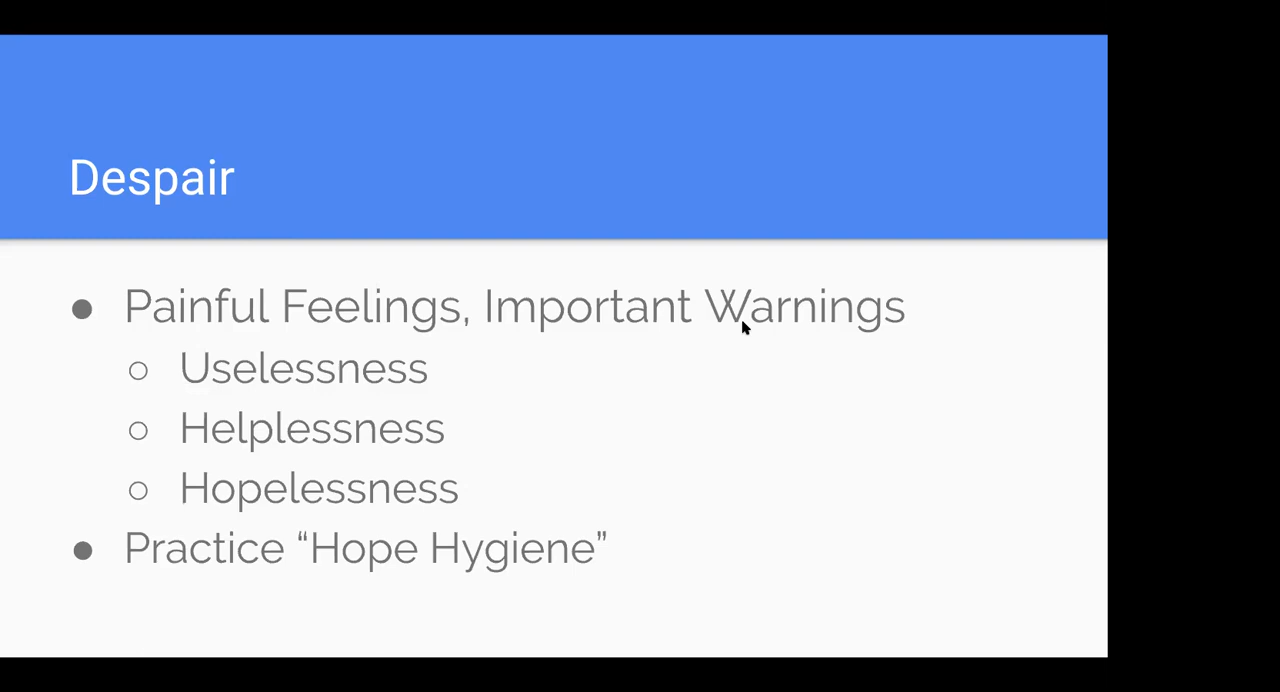 Despair
● Painful Feelings, Important Warnings
○ Uselessness
○ Helplessness
○ Hopelessness
● Practice “Hope Hygiene”